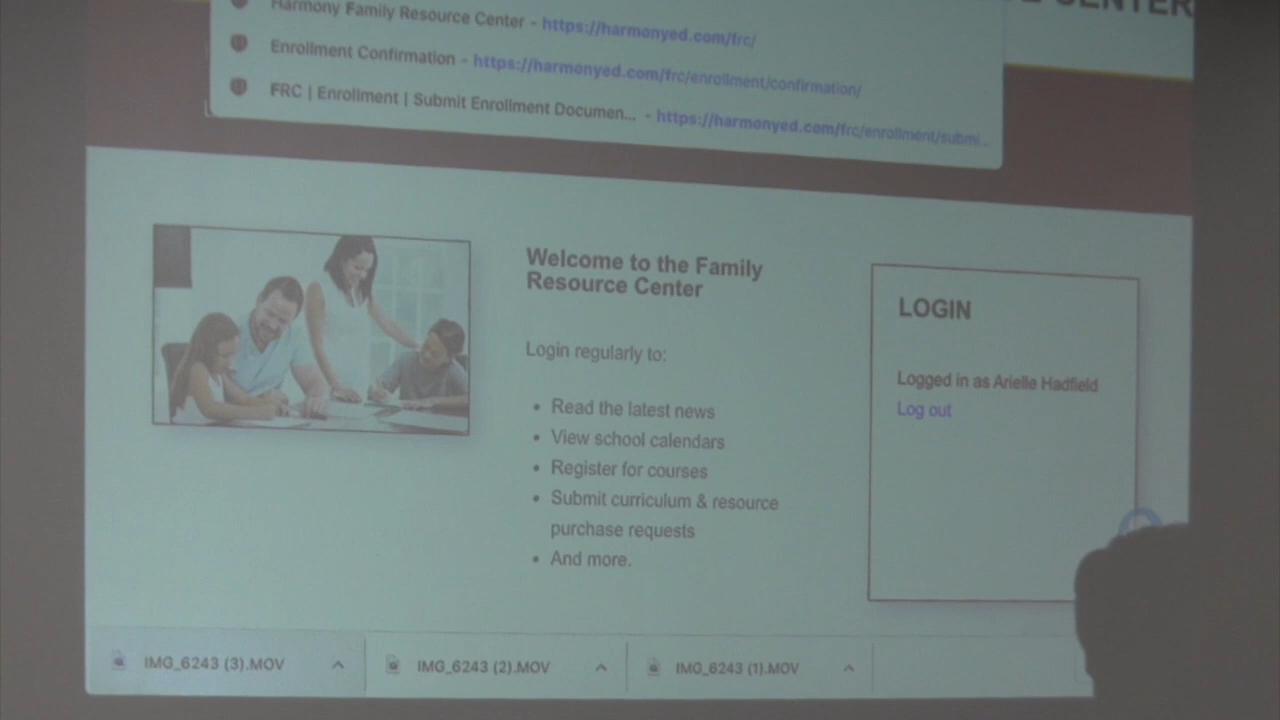 CENTER
Harmony Family Resource Center - https://harmonyed.com/frc/
Enrollment Confirmation - https://harmonyed.com/frc/enrollment/confirmation/
FRC | Enrollment | Submit Enrollment Documen... - https://harmonyed.com/frc/enrollment/submi...
Welcome to the Family
Resource Center
Login regularly to:
• Read the latest news
• View school calendars
• Register for courses
• Submit curriculum & resource
purchase requests
• And more.
LOGIN
Logged in as Arielle Hadfield
Log out
IMG_6243 (3).MOV
IMG_6243 (2).MOV
IMG_6243 (1).MOV